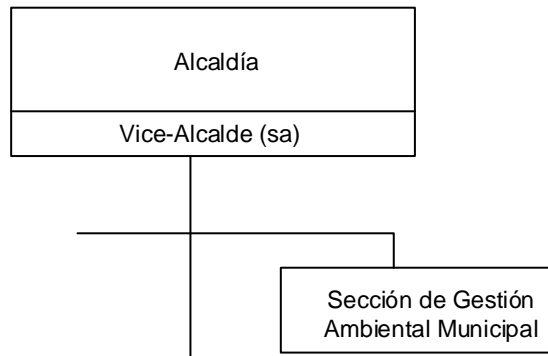 Alcaldía
Vice-Alcalde (sa)
Sección de Gestión
Ambiental Municipal